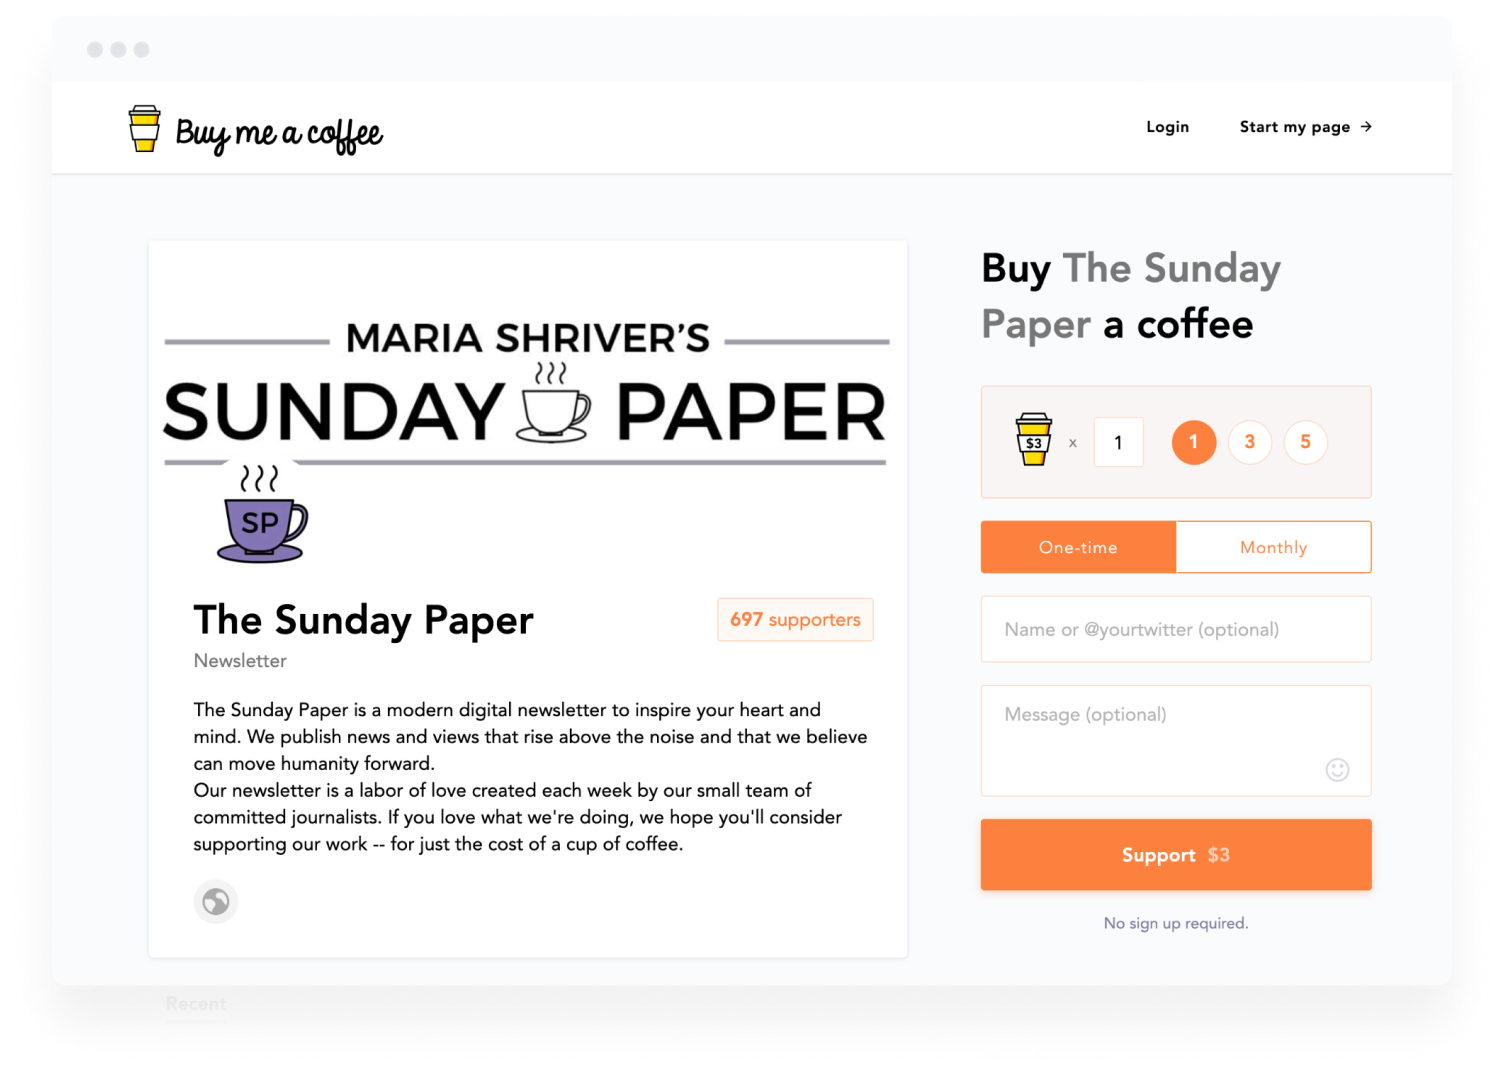 Buy me a coffee
Login
Start my page →
MARIA SHRIVER'S
SUNDAY PAPER
SP
The Sunday Paper
697 supporters
Newsletter
The Sunday Paper is a modern digital newsletter to inspire your heart and
mind. We publish news and views that rise above the noise and that we believe
can move humanity forward.
Our newsletter is a labor of love created each week by our small team of
committed journalists. If you love what we're doing, we hope you'll consider
supporting our work -- for just the cost of a cup of coffee.
Buy The Sunday
Paper a coffee
$3 x 1 1 3 5
One-time Monthly
Name or @yourtwitter (optional)
Message (optional)
Support $3
No sign up required.
Recent